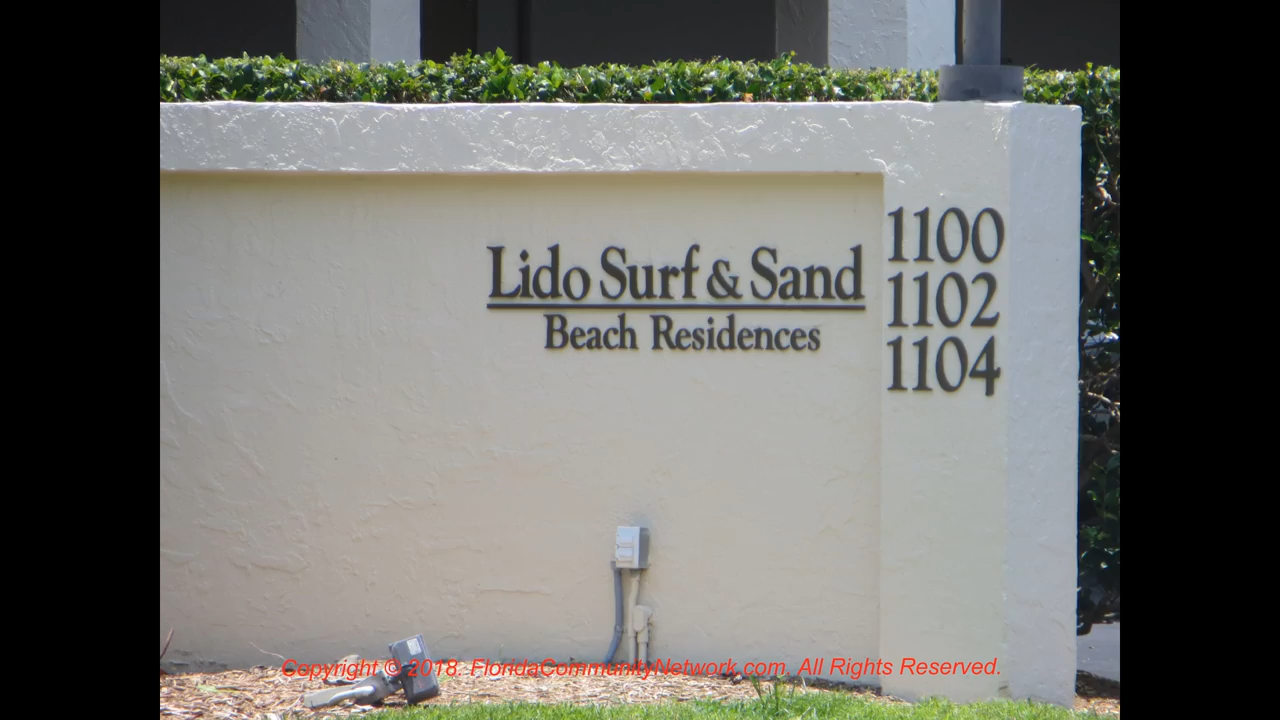 Lido Surf & Sand
Beach Residences
1100
1102
1104
Copyright © 2018. FloridaCommunityNetwork.com. All Rights Reserved.